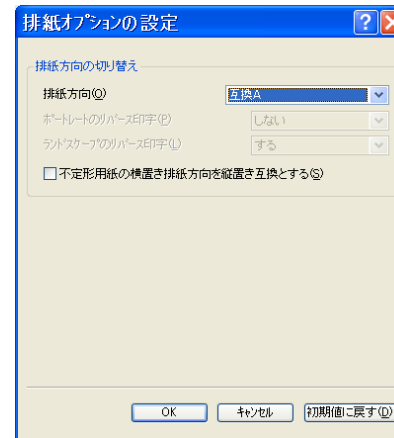 排紙オプションの設定
排紙方向の切り替え
排紙方向(O) 互換A
ポートレートのリバース印字(P) しない
ランドスケープのリバース印字(L) する
不定形用紙の横置き排紙方向を縦置き互換とする(S)
OK キャンセル 初期値に戻す(D)